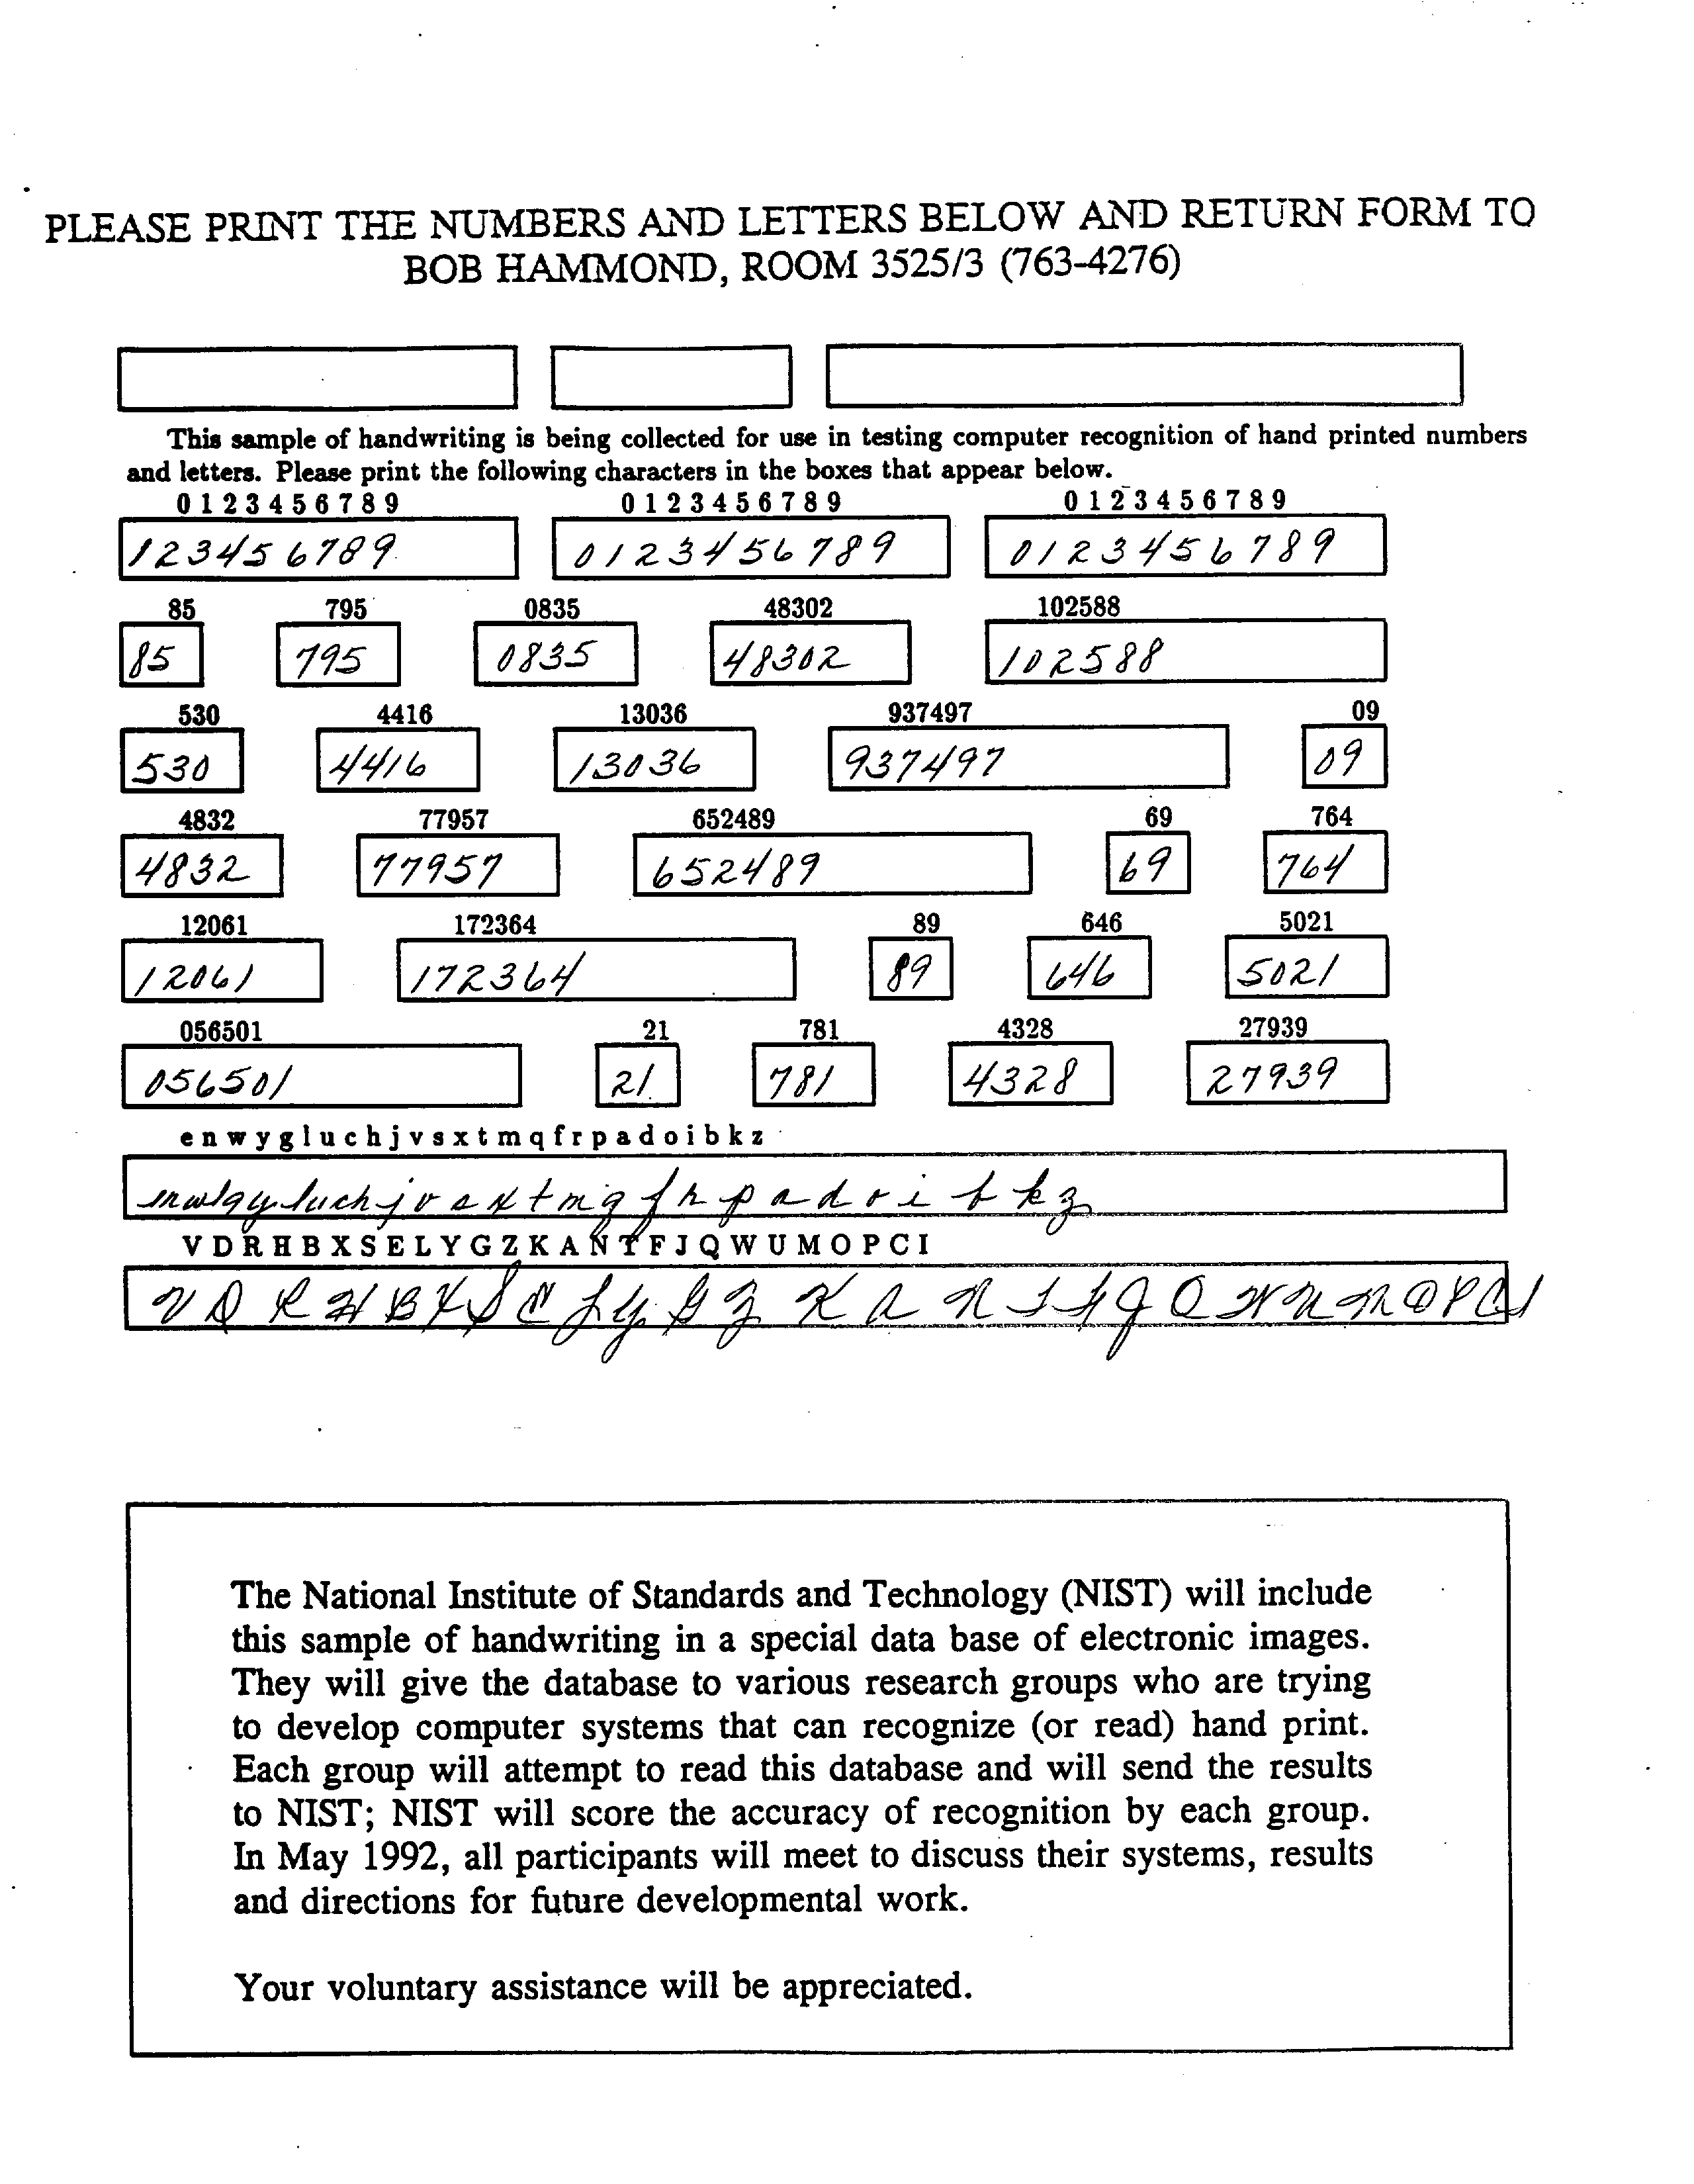 PLEASE PRINT THE NUMBERS AND LETTERS BELOW AND RETURN FORM TO
BOB HAMMOND, ROOM 3525/3 (763-4276)
This sample of handwriting is being collected for use in testing computer recognition of hand printed numbers
and letters. Please print the following characters in the boxes that appear below.
0 1 2 3 4 5 6 7 8 9 0 1 2 3 4 5 6 7 8 9 0 1 2 3 4 5 6 7 8 9
123456789 0123456789 0123456789
85 795 0835 48302 102588
85 795 0835 48302 102588
530 4416 13036 937497 09
530 4416 13036 937497 09
4832 77957 652489 69 764
4832 77957 652489 69 764
12061 172364 89 646 5021
12061 172364 89 646 5021
056501 21 781 4328 27939
056501 21 781 4328 27939
e n w y g l u c h j v s x t m q f r p a d o i b k z
l u c h j v s x t m q f r p a d o i b k z
V D R H B X S E L Y G Z K A N T F J Q W U M O P C I
V D R H B X S E L Y G Z K A N T F J Q W U M O P C I
The National Institute of Standards and Technology (NIST) will include
this sample of handwriting in a special data base of electronic images.
They will give the database to various research groups who are trying
to develop computer systems that can recognize (or read) hand print.
Each group will attempt to read this database and will send the results
to NIST; NIST will score the accuracy of recognition by each group.
In May 1992, all participants will meet to discuss their systems, results
and directions for future developmental work.
Your voluntary assistance will be appreciated.